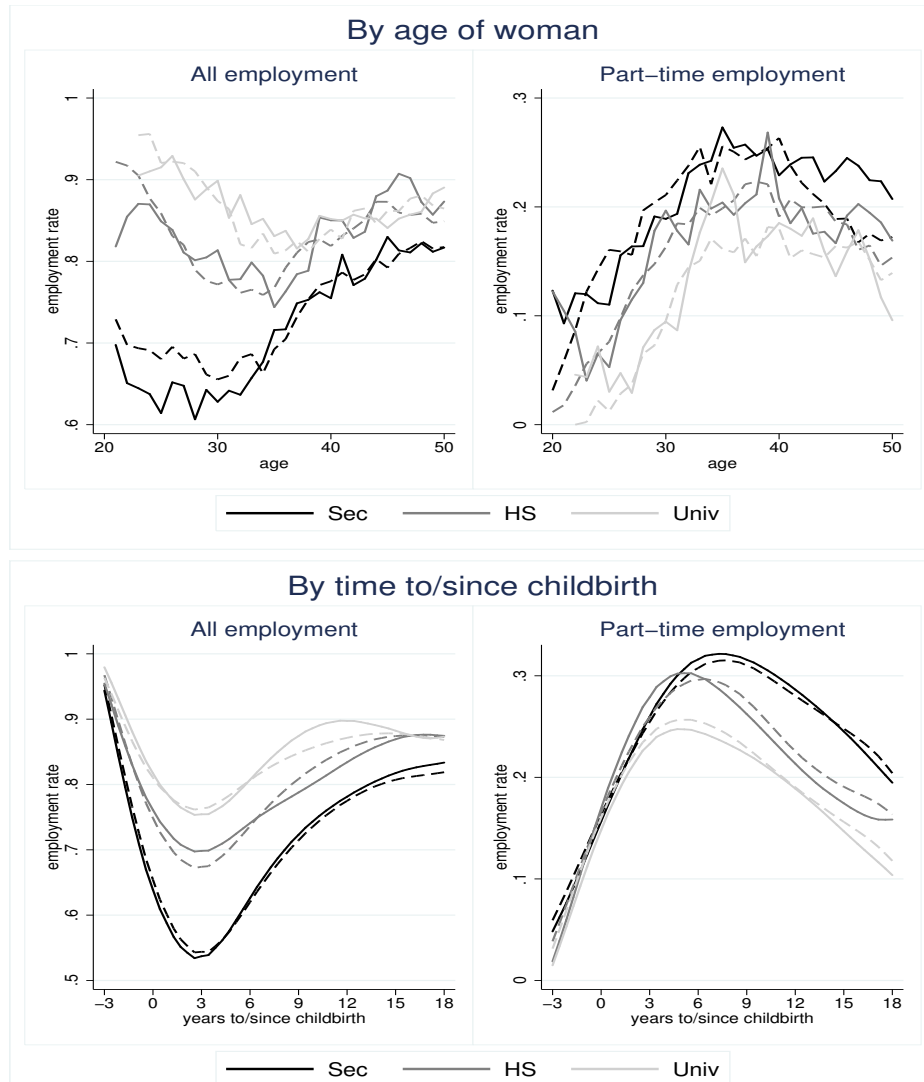 By age of woman
All employment
Part−time employment
employment rate
1
.9
.8
.7
.6
20 30 40 50
age
employment rate
.3
.2
.1
0
20 30 40 50
age
Sec HS Univ
By time to/since childbirth
All employment
Part−time employment
employment rate
1
.9
.8
.7
.6
.5
−3 0 3 6 9 12 15 18
years to/since childbirth
employment rate
.3
.2
.1
0
−3 0 3 6 9 12 15 18
years to/since childbirth
Sec HS Univ